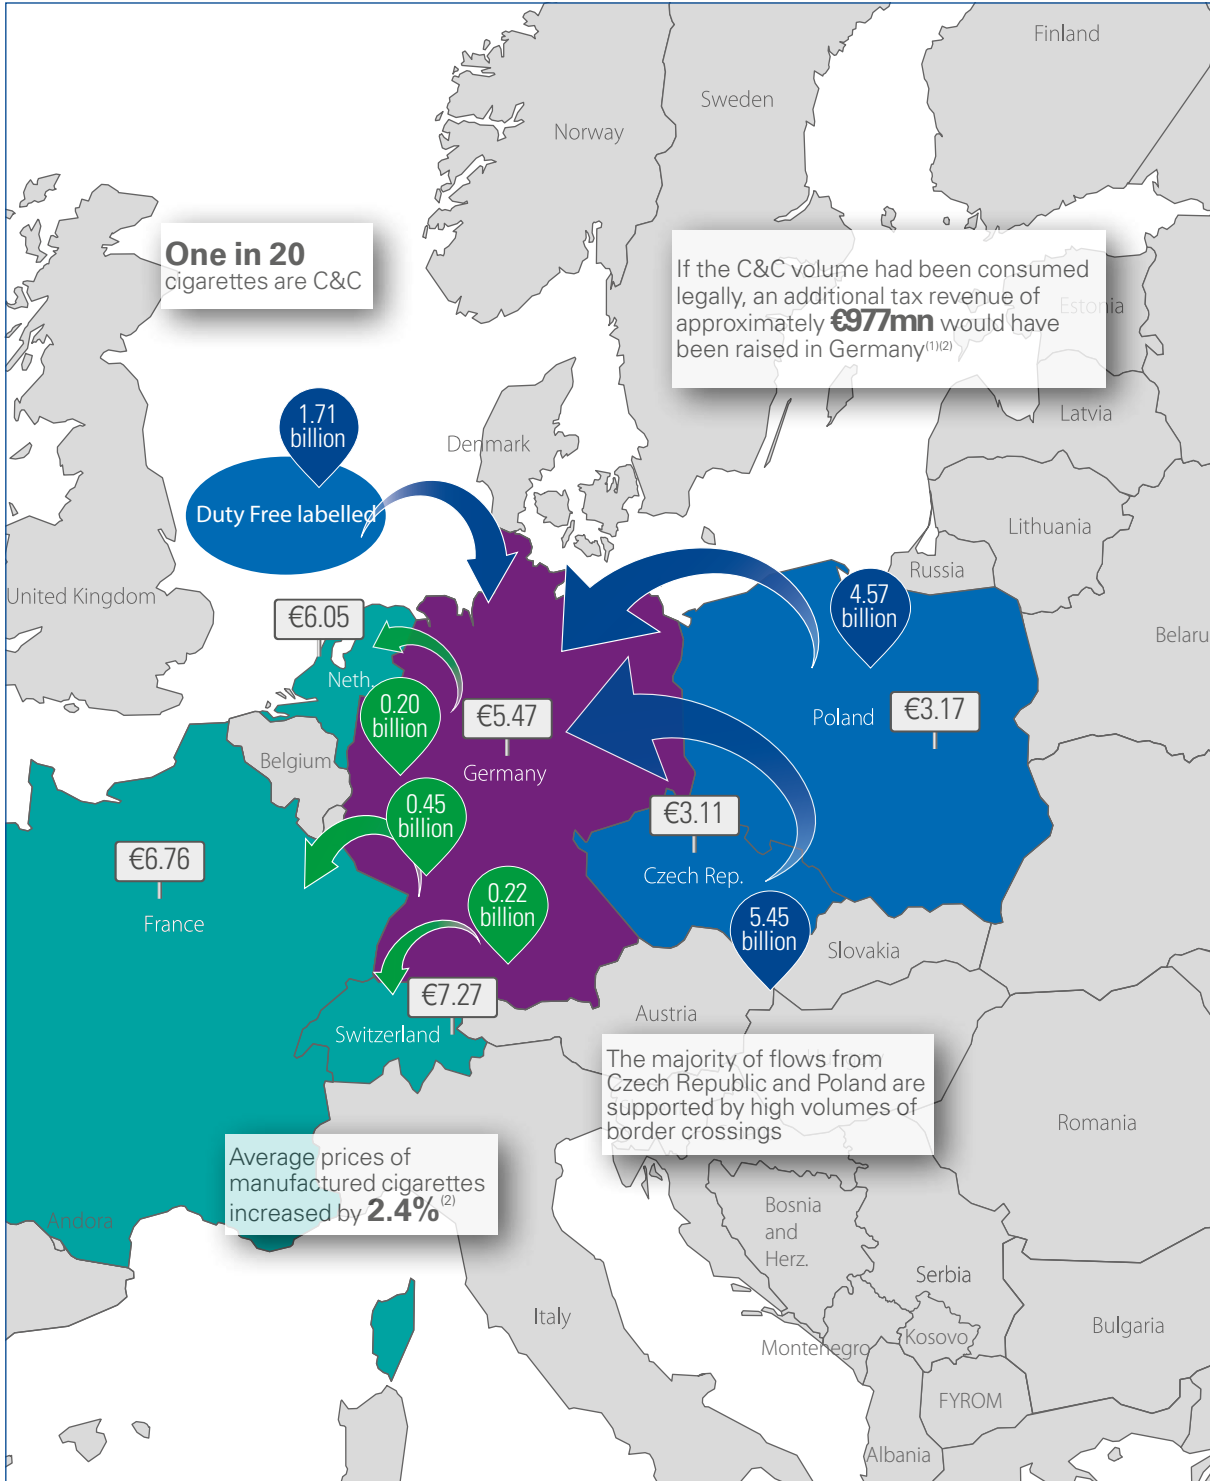 Finland
Sweden
Norway
One in 20
cigarettes are C&C
If the C&C volume had been consumed
legally, an additional tax revenue of
approximately €977mn would have
been raised in Germany(1)(2)
Estonia
Latvia
1.71
billion
Denmark
Duty Free labelled
Lithuania
Russia
United Kingdom
4.57
billion
€6.05
Belaru
Neth.
0.20
billion
€5.47
Poland
€3.17
Belgium
Germany
0.45
billion
€3.11
€6.76
Czech Rep.
0.22
billion
France
5.45
billion
Slovakia
€7.27
Austria
Switzerland
The majority of flows from
Czech Republic and Poland are
supported by high volumes of
border crossings
Romania
Average prices of
manufactured cigarettes
increased by 2.4%(2)
Andora
Bosnia
and
Herz.
Serbia
Italy
Bulgaria
Kosovo
Montenegro
FYROM
Albania